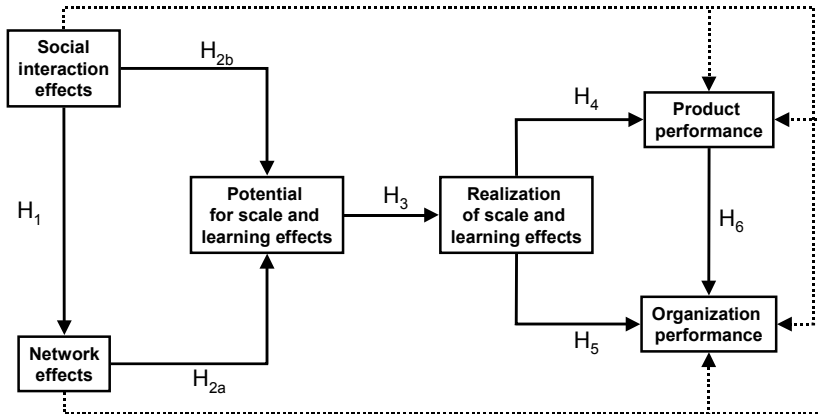 Social
interaction
effects
H2b
H4
Product
performance
H1
Potential
for scale and
learning effects
H3
Realization
of scale and
learning effects
H6
Network
effects
H2a
H5
Organization
performance